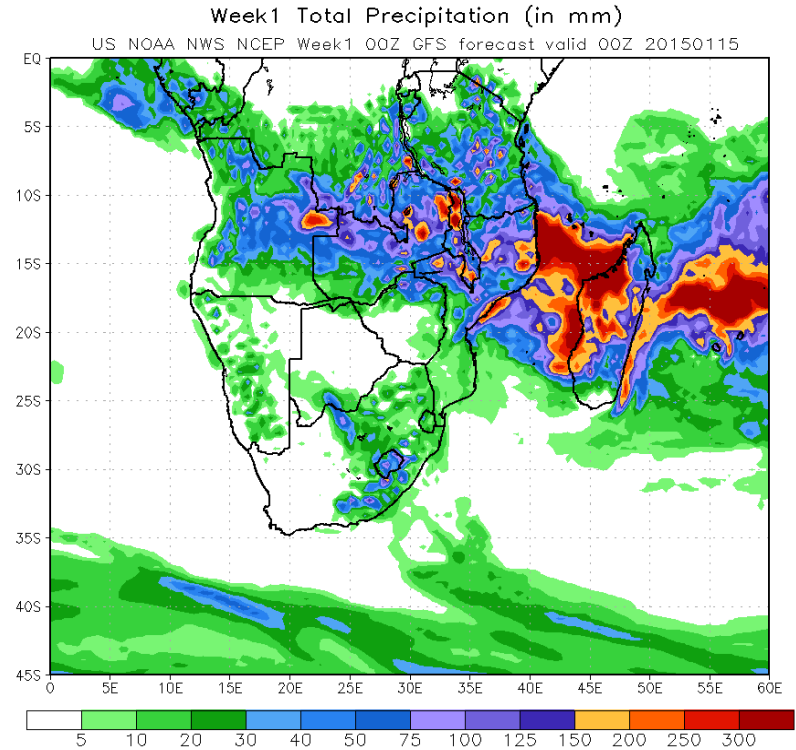 Week1 Total Precipitation (in mm)
US NOAA NWS NCEP Week1 00Z GFS forecast valid 00Z 20150115
EQ
5S
10S
15S
20S
25S
30S
35S
40S
45S
0 5E 10E 15E 20E 25E 30E 35E 40E 45E 50E 55E 60E
5 10 20 30 40 50 75 100 125 150 200 250 300